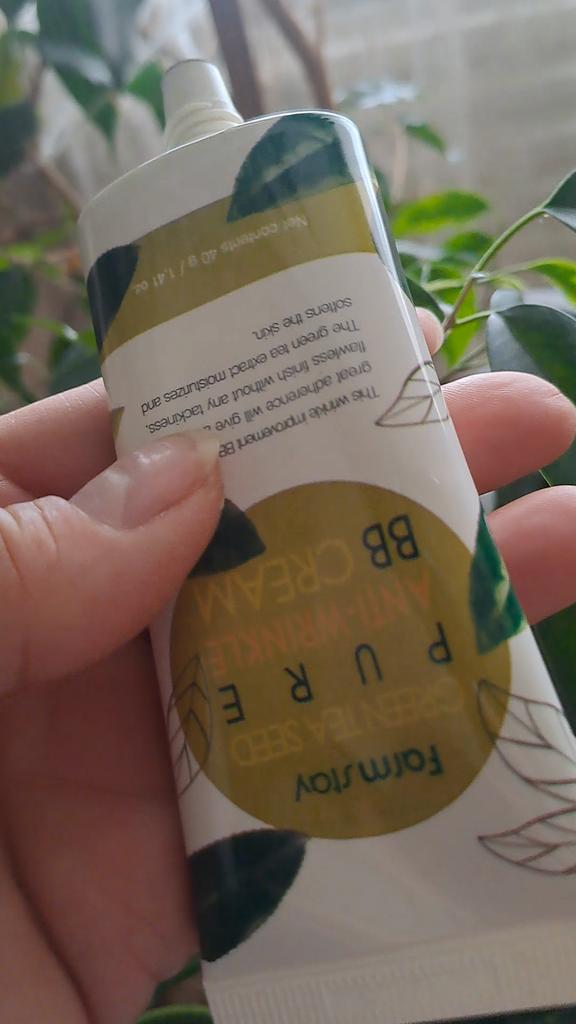 Farmstay
GREEN TEA SEED
PURE
ANTI-WRINKLE
BB CREAM
This wrinkle improvement BB
great adherence will give a
flawless finish without any tackiness.
The green tea extract moisturizes and
softens the skin.
Net contents 40 g / 1.41 oz.